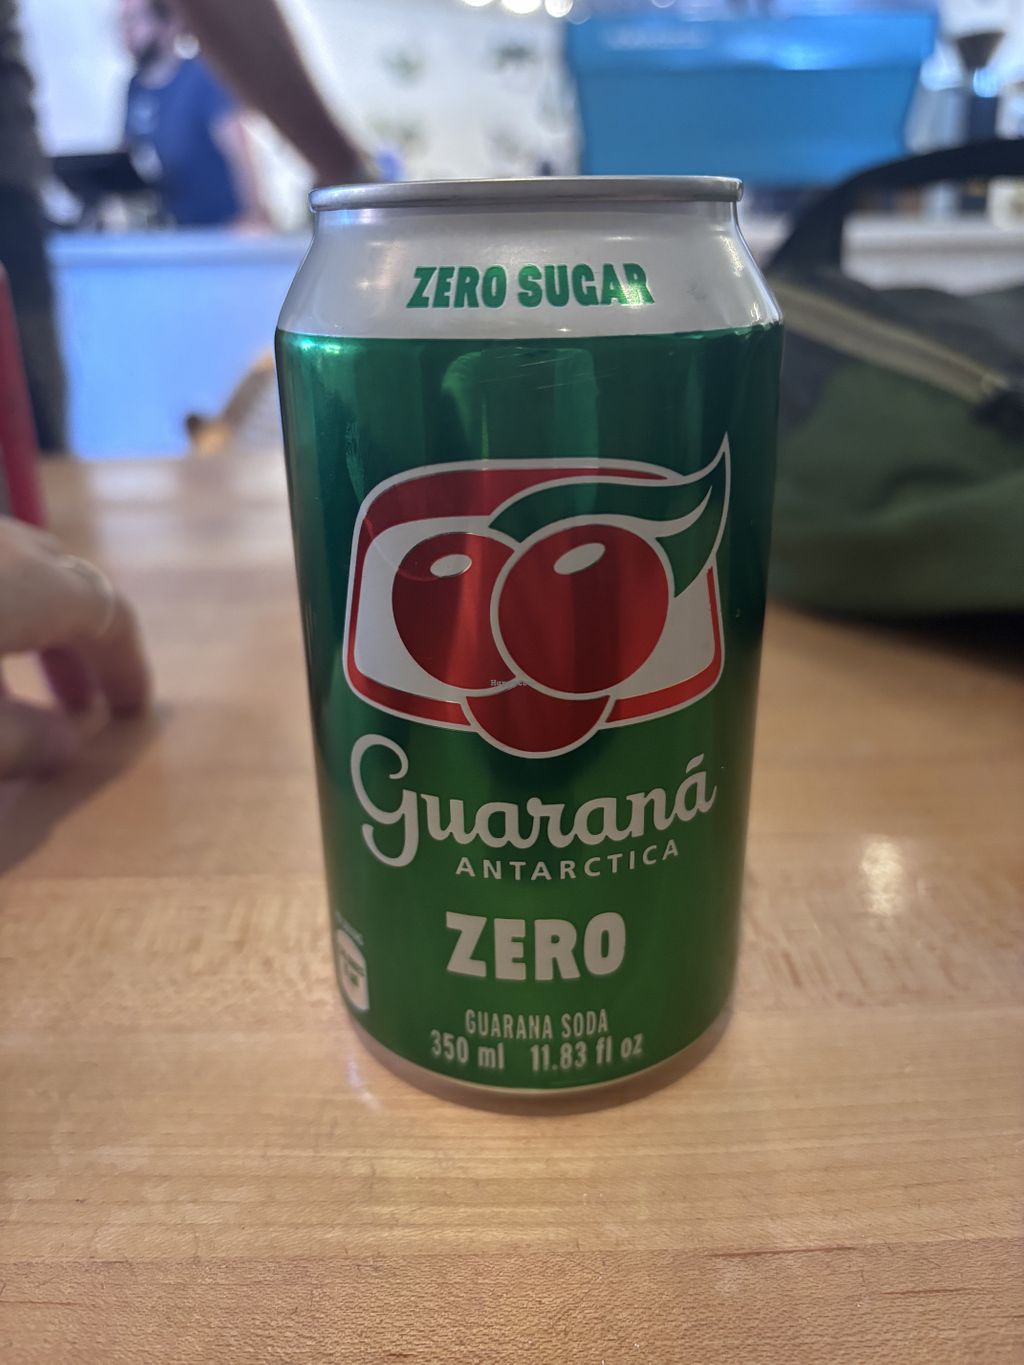 ZERO SUGAR
Guaraná
ANTARCTICA
ZERO
GUARANA SODA
350 ml 11.83 fl oz